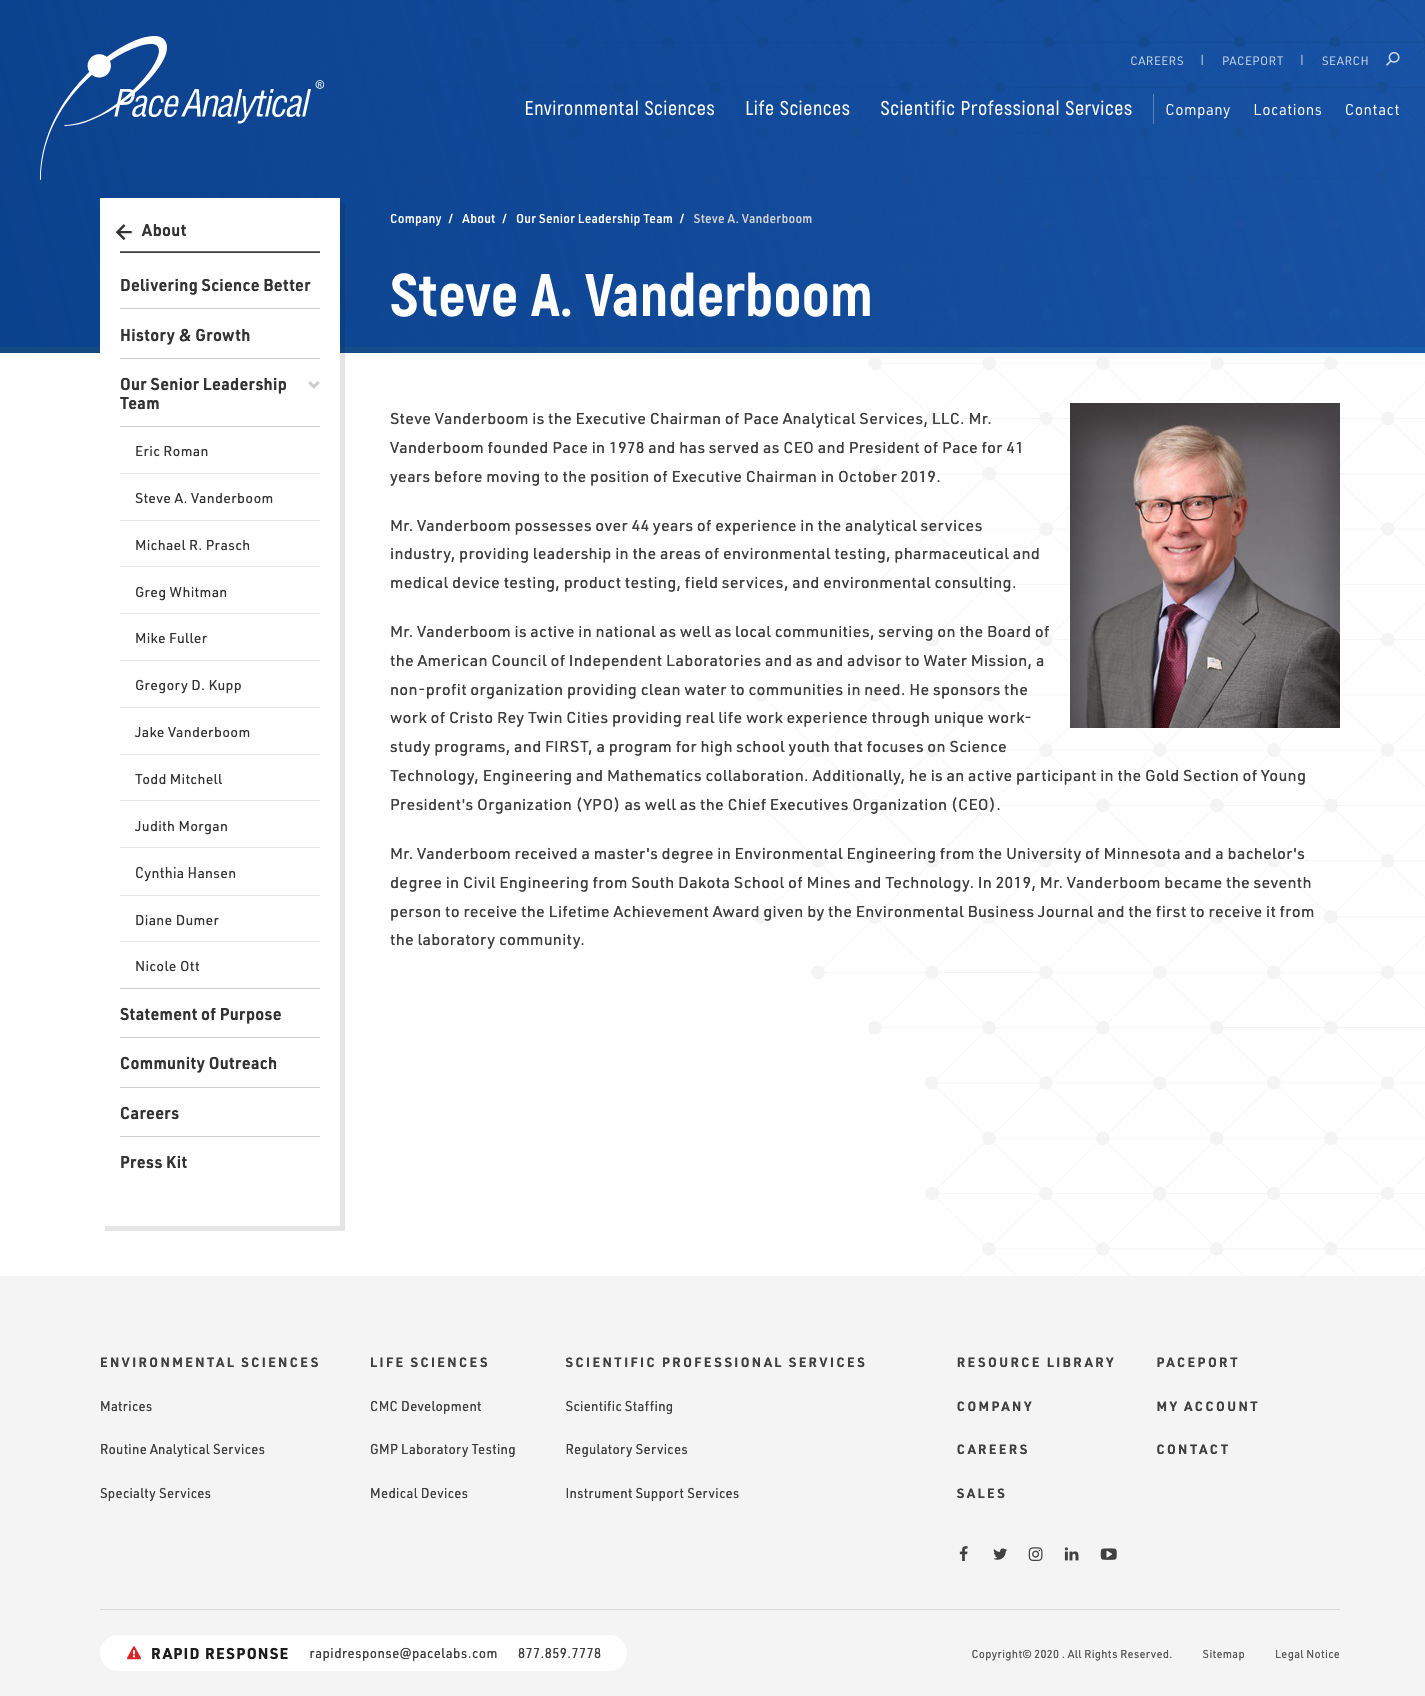 Pace Analytical®
CAREERS | PACEPORT | SEARCH
Environmental Sciences Life Sciences Scientific Professional Services Company Locations Contact
Company / About / Our Senior Leadership Team / Steve A. Vanderboom
Steve A. Vanderboom
About
Delivering Science Better
History & Growth
Our Senior Leadership
Team
Eric Roman
Steve A. Vanderboom
Michael R. Prasch
Greg Whitman
Mike Fuller
Gregory D. Kupp
Jake Vanderboom
Todd Mitchell
Judith Morgan
Cynthia Hansen
Diane Dumer
Nicole Ott
Statement of Purpose
Community Outreach
Careers
Press Kit
Steve Vanderboom is the Executive Chairman of Pace Analytical Services, LLC. Mr.
Vanderboom founded Pace in 1978 and has served as CEO and President of Pace for 41
years before moving to the position of Executive Chairman in October 2019.
Mr. Vanderboom possesses over 44 years of experience in the analytical services
industry, providing leadership in the areas of environmental testing, pharmaceutical and
medical device testing, product testing, field services, and environmental consulting.
Mr. Vanderboom is active in national as well as local communities, serving on the Board of
the American Council of Independent Laboratories and as and advisor to Water Mission, a
non-profit organization providing clean water to communities in need. He sponsors the
work of Cristo Rey Twin Cities providing real life work experience through unique work-
study programs, and FIRST, a program for high school youth that focuses on Science
Technology, Engineering and Mathematics collaboration. Additionally, he is an active participant in the Gold Section of Young
President's Organization (YPO) as well as the Chief Executives Organization (CEO).
Mr. Vanderboom received a master's degree in Environmental Engineering from the University of Minnesota and a bachelor's
degree in Civil Engineering from South Dakota School of Mines and Technology. In 2019, Mr. Vanderboom became the seventh
person to receive the Lifetime Achievement Award given by the Environmental Business Journal and the first to receive it from
the laboratory community.
ENVIRONMENTAL SCIENCES
Matrices
Routine Analytical Services
Specialty Services
LIFE SCIENCES
CMC Development
GMP Laboratory Testing
Medical Devices
SCIENTIFIC PROFESSIONAL SERVICES
Scientific Staffing
Regulatory Services
Instrument Support Services
RESOURCE LIBRARY
COMPANY
CAREERS
SALES
PACEPORT
MY ACCOUNT
CONTACT
RAPID RESPONSE rapidresponse@pacelabs.com 877.859.7778
Copyright© 2020 . All Rights Reserved. Sitemap Legal Notice